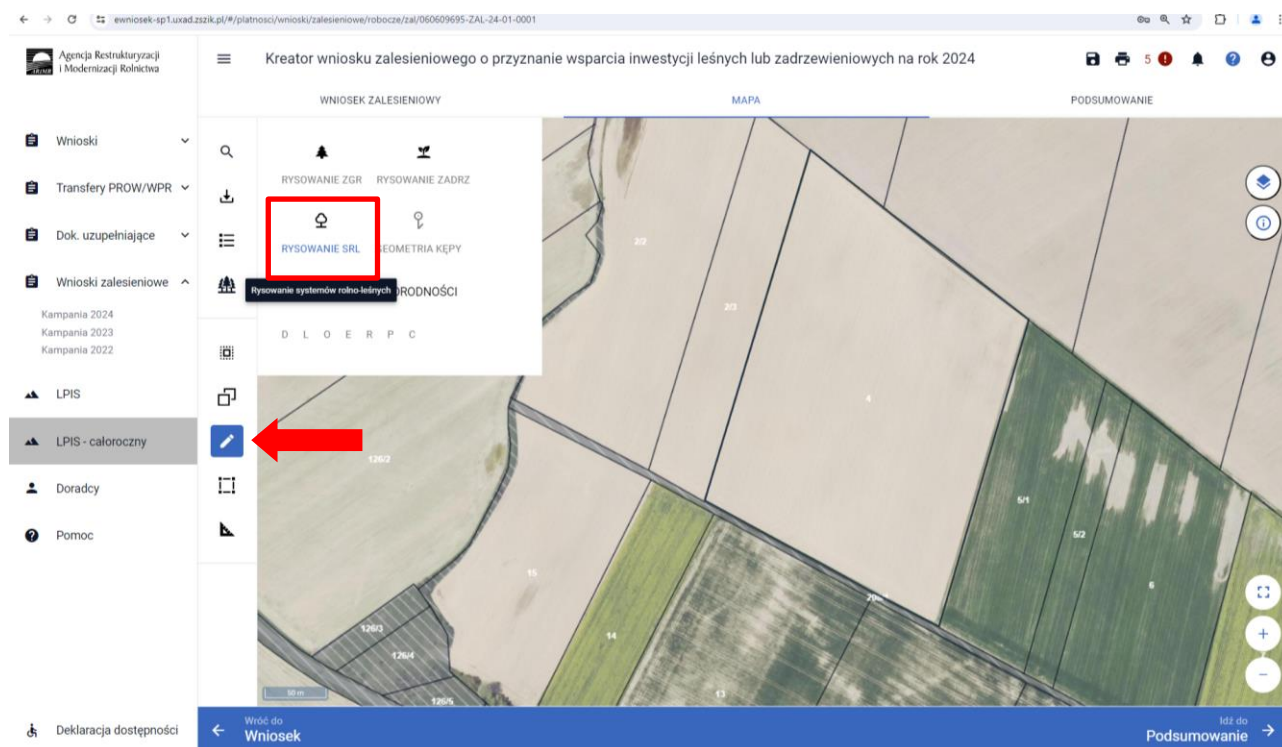 ewniosek-sp1.uxad.zszik.pl/#/platnosci/wnioski/zalesieniowe/robocze/zal/060609695-ZAL-24-01-0001
Agencja Restrukturyzacji
i Modernizacji Rolnictwa
Kreator wniosku zalesieniowego o przyznanie wsparcia inwestycji leśnych lub zadrzewieniowych na rok 2024
5
WNIOSEK ZALESIENIOWY
MAPA
PODSUMOWANIE
Wnioski
Transfery PROW/WPR
Dok. uzupełniające
Wnioski zalesieniowe
Kampania 2024
Kampania 2023
Kampania 2022
LPIS
LPIS - całoroczny
Doradcy
Pomoc
Deklaracja dostępności
RYSOWANIE ZGR
RYSOWANIE ZADRZ
RYSOWANIE SRL
GEOMETRIA KĘPY
Rysowanie systemów rolno-leśnych
RODNOŚCI
D L O E R P C
2/2
2/3
4
126/2
5/1
5/2
6
15
14
13
126/3
126/4
126/5
50 m
Wróć do
Wniosek
Idź do
Podsumowanie